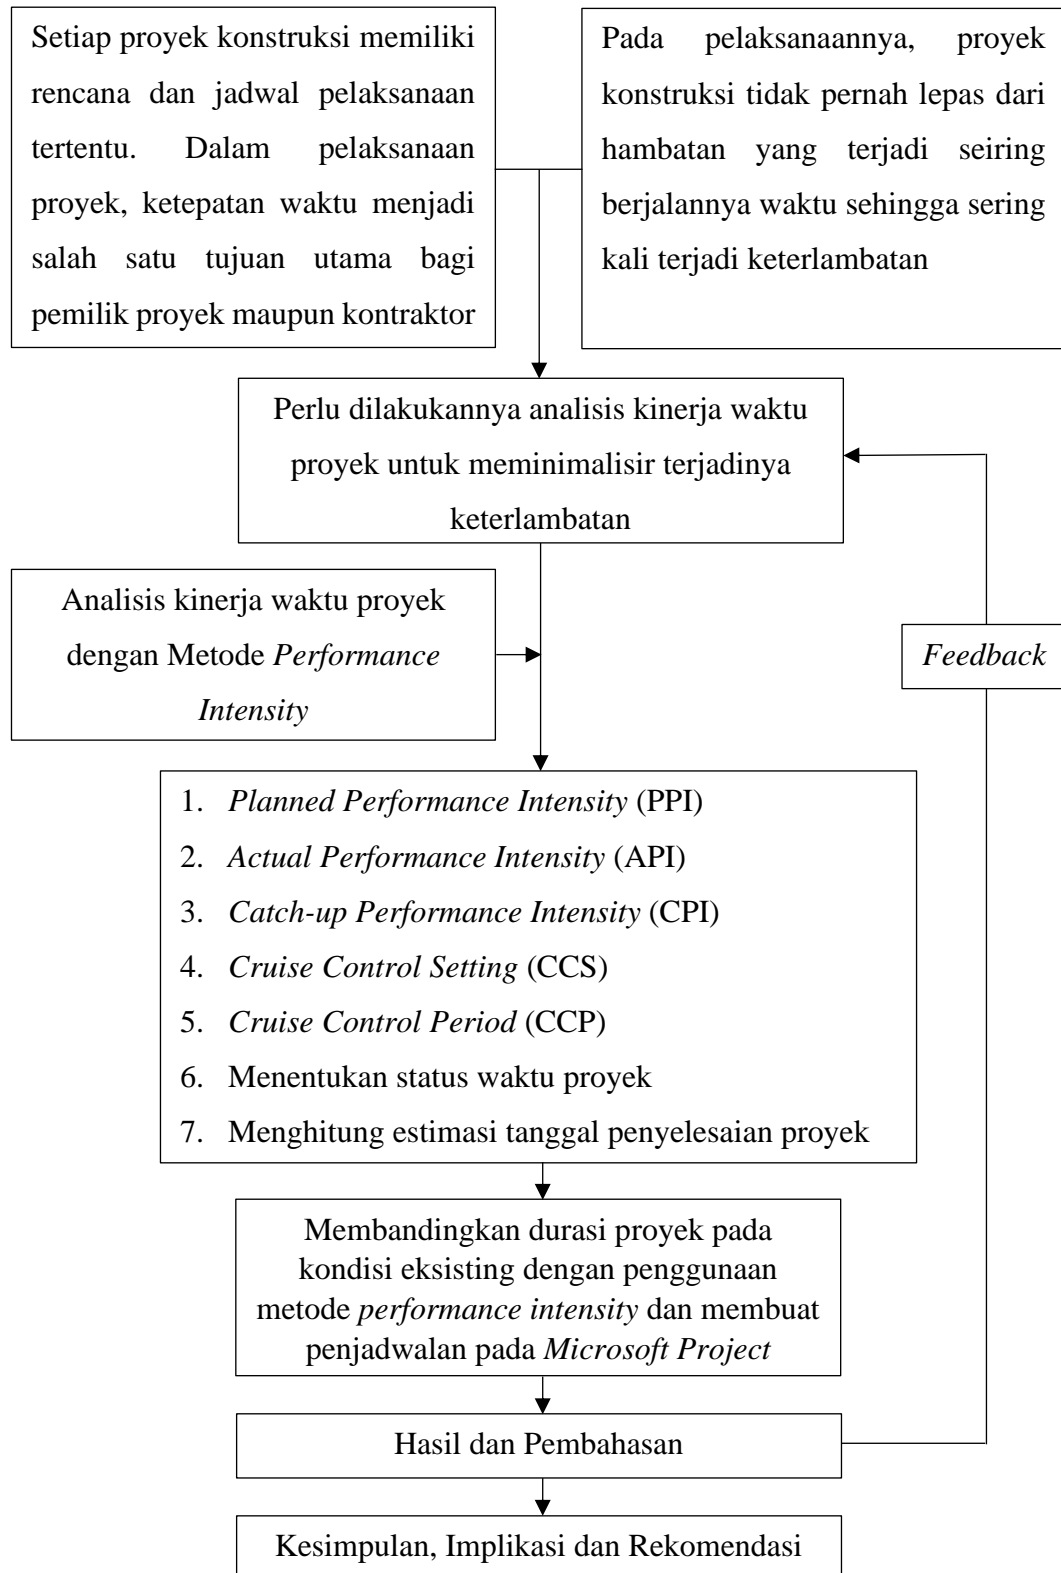 Setiap proyek konstruksi memiliki
rencana dan jadwal pelaksanaan
tertentu. Dalam pelaksanaan
proyek, ketepatan waktu menjadi
salah satu tujuan utama bagi
pemilik proyek maupun kontraktor
Pada pelaksanaannya, proyek
konstruksi tidak pernah lepas dari
hambatan yang terjadi seiring
berjalannya waktu sehingga sering
kali terjadi keterlambatan
Perlu dilakukannya analisis kinerja waktu
proyek untuk meminimalisir terjadinya
keterlambatan
Analisis kinerja waktu proyek
dengan Metode Performance
Intensity
Feedback
1. Planned Performance Intensity (PPI)
2. Actual Performance Intensity (API)
3. Catch-up Performance Intensity (CPI)
4. Cruise Control Setting (CCS)
5. Cruise Control Period (CCP)
6. Menentukan status waktu proyek
7. Menghitung estimasi tanggal penyelesaian proyek
Membandingkan durasi proyek pada
kondisi eksisting dengan penggunaan
metode performance intensity dan membuat
penjadwalan pada Microsoft Project
Hasil dan Pembahasan
Kesimpulan, Implikasi dan Rekomendasi